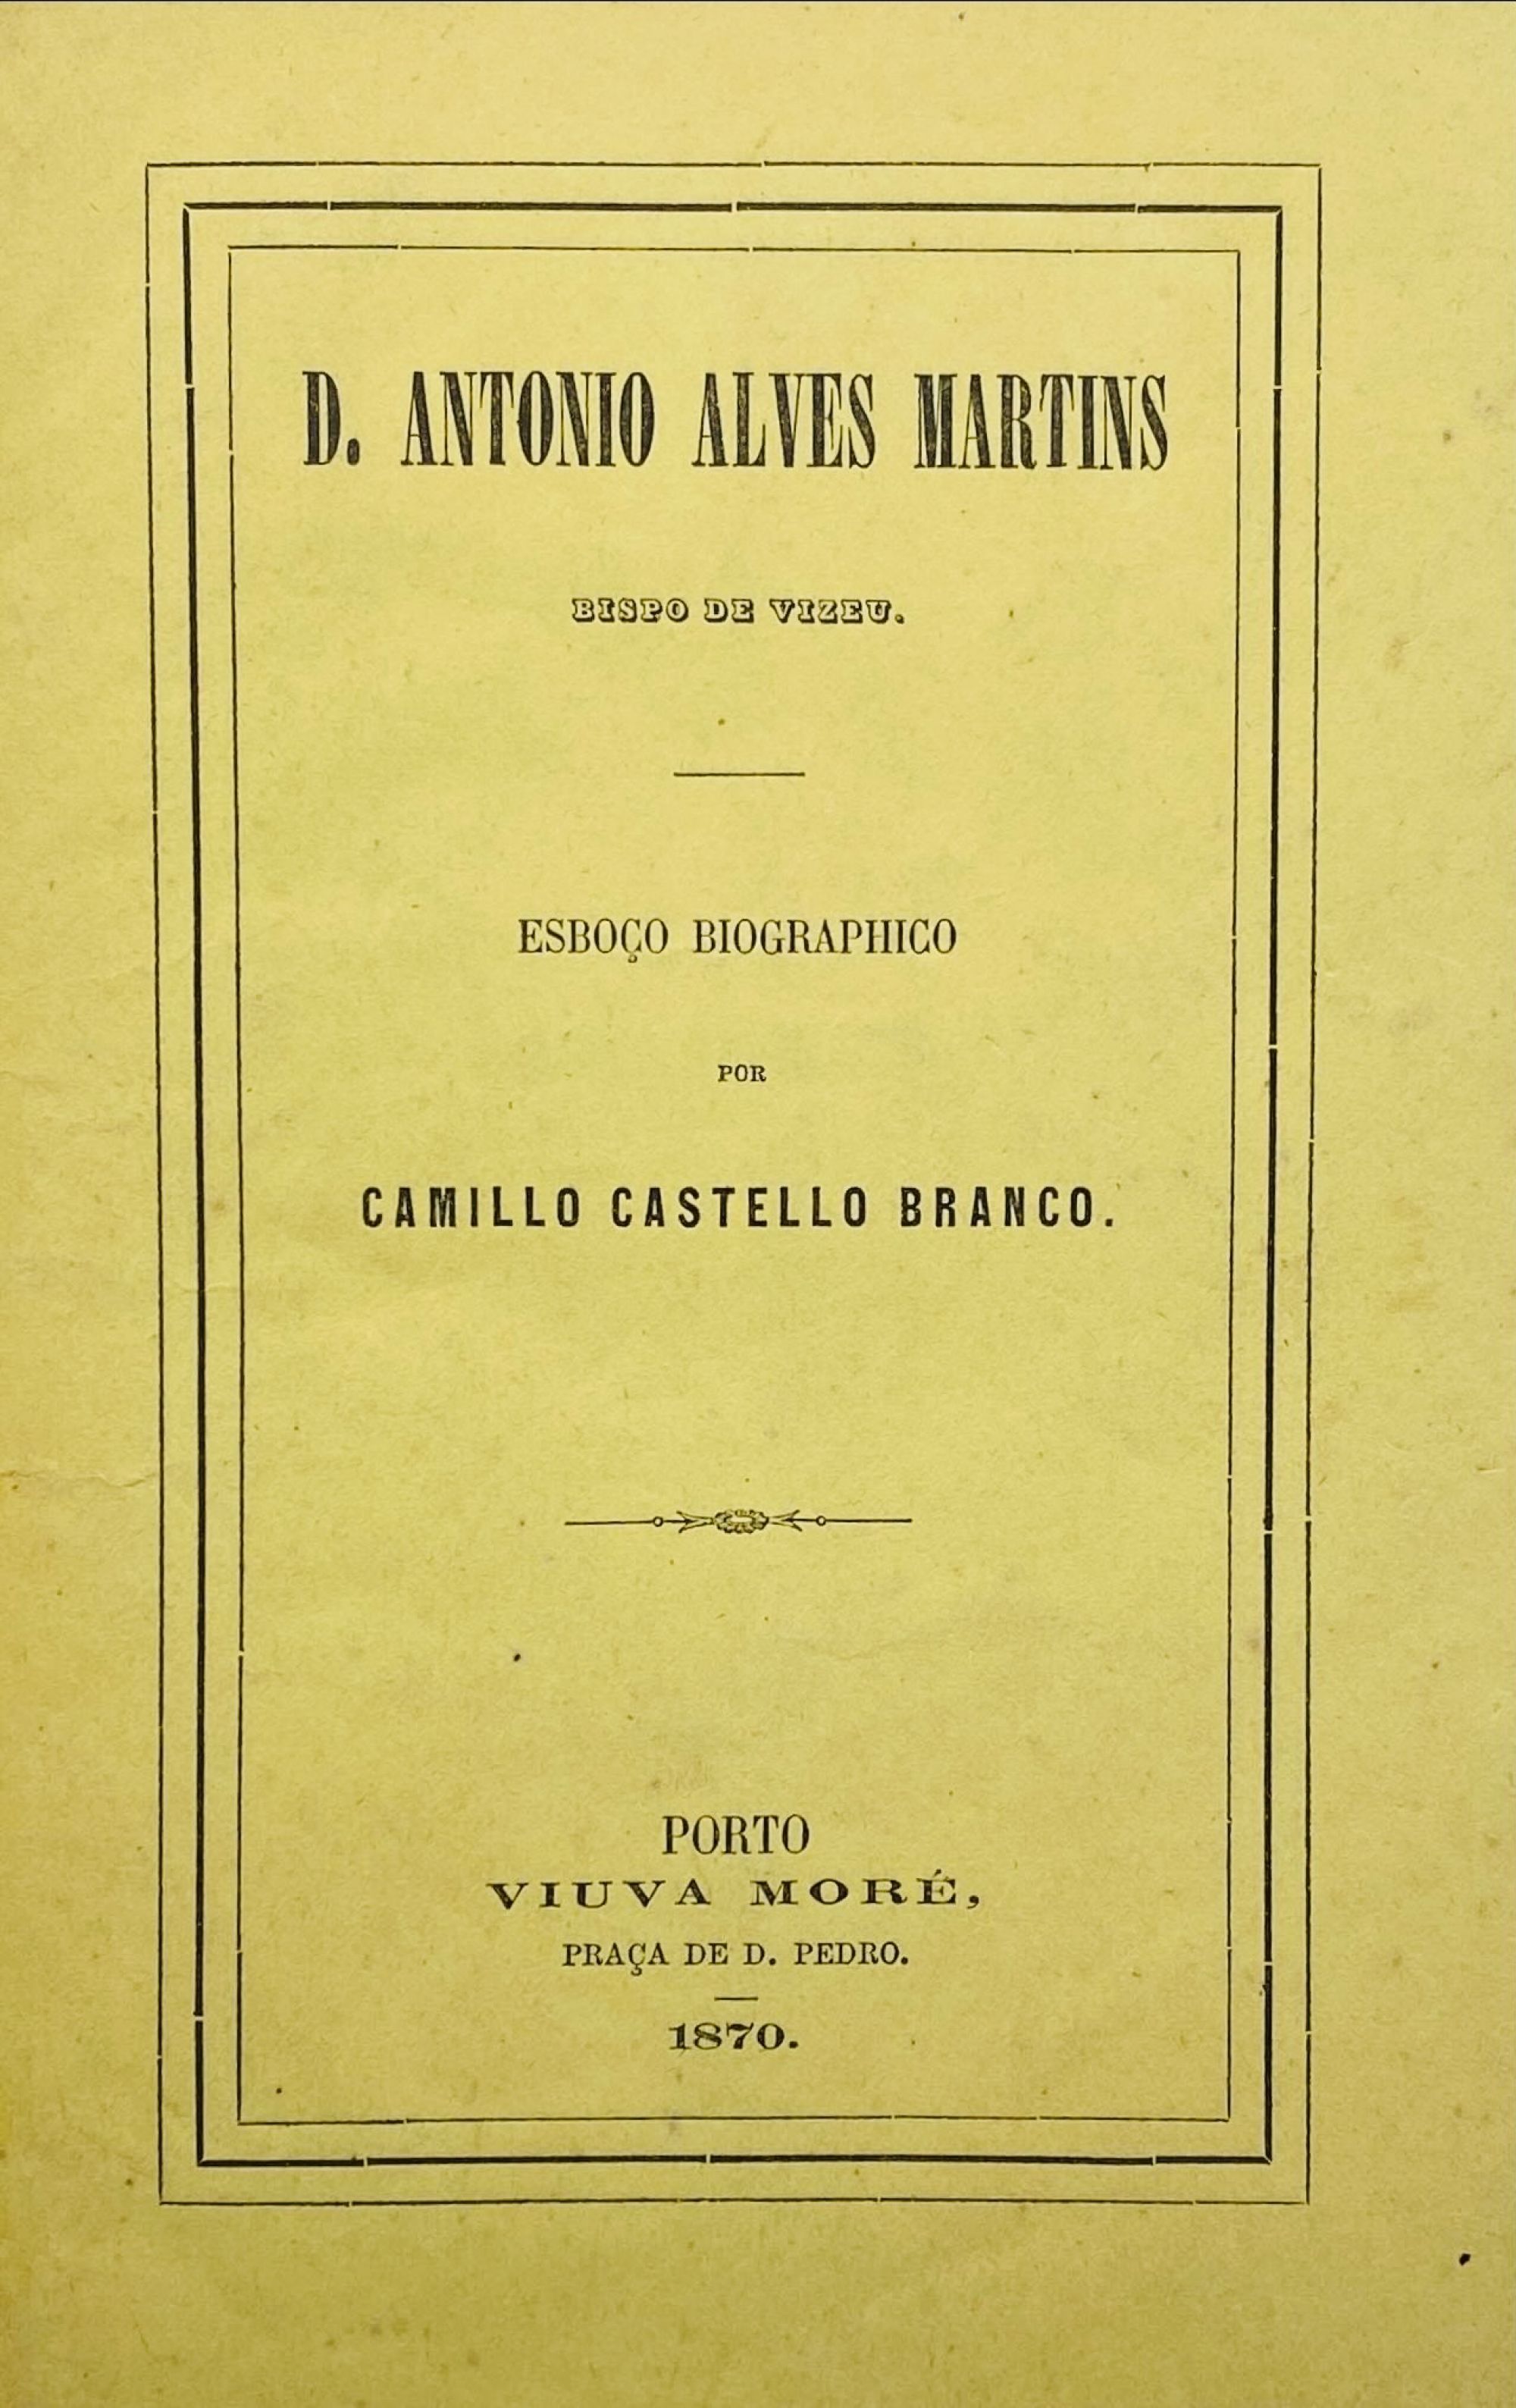 D. ANTONIO ALVES MARTINS
BISPO DE VIZEU.
ESBOÇO BIOGRAPHICO
POR
CAMILLO CASTELLO BRANCO.
PORTO
VIUVA MORÉ,
PRAÇA DE D. PEDRO.
1870.